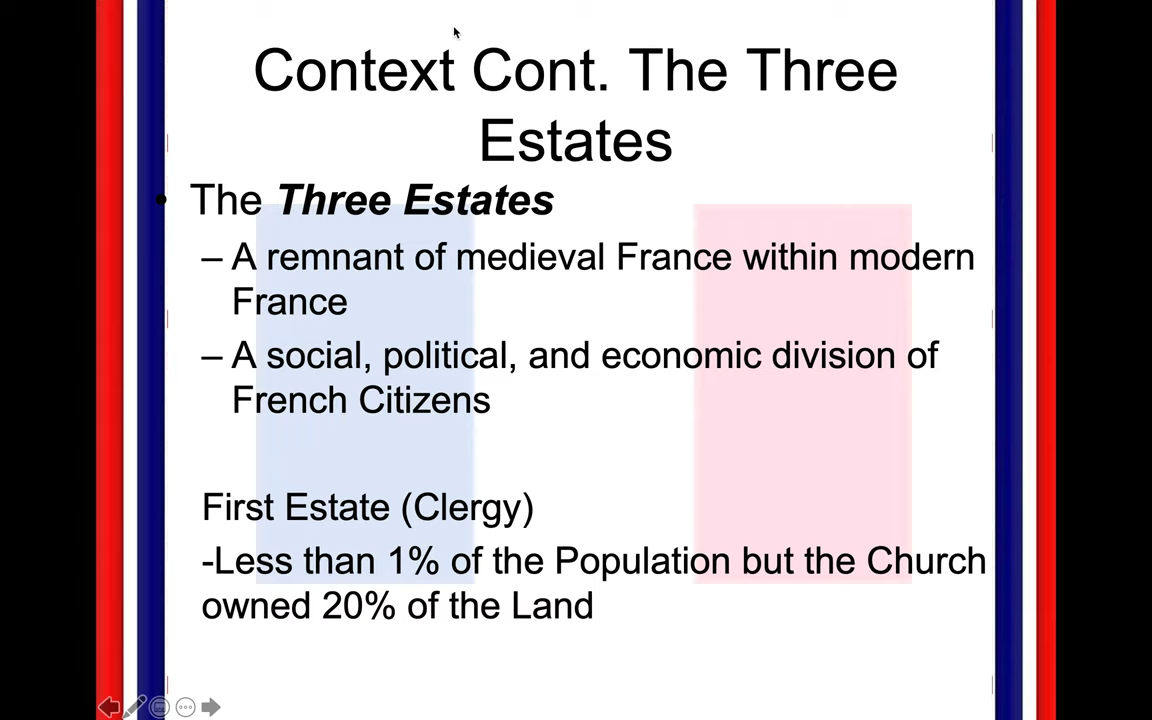 Context Cont. The Three
Estates
• The Three Estates
– A remnant of medieval France within modern
France
– A social, political, and economic division of
French Citizens
First Estate (Clergy)
-Less than 1% of the Population but the Church
owned 20% of the Land